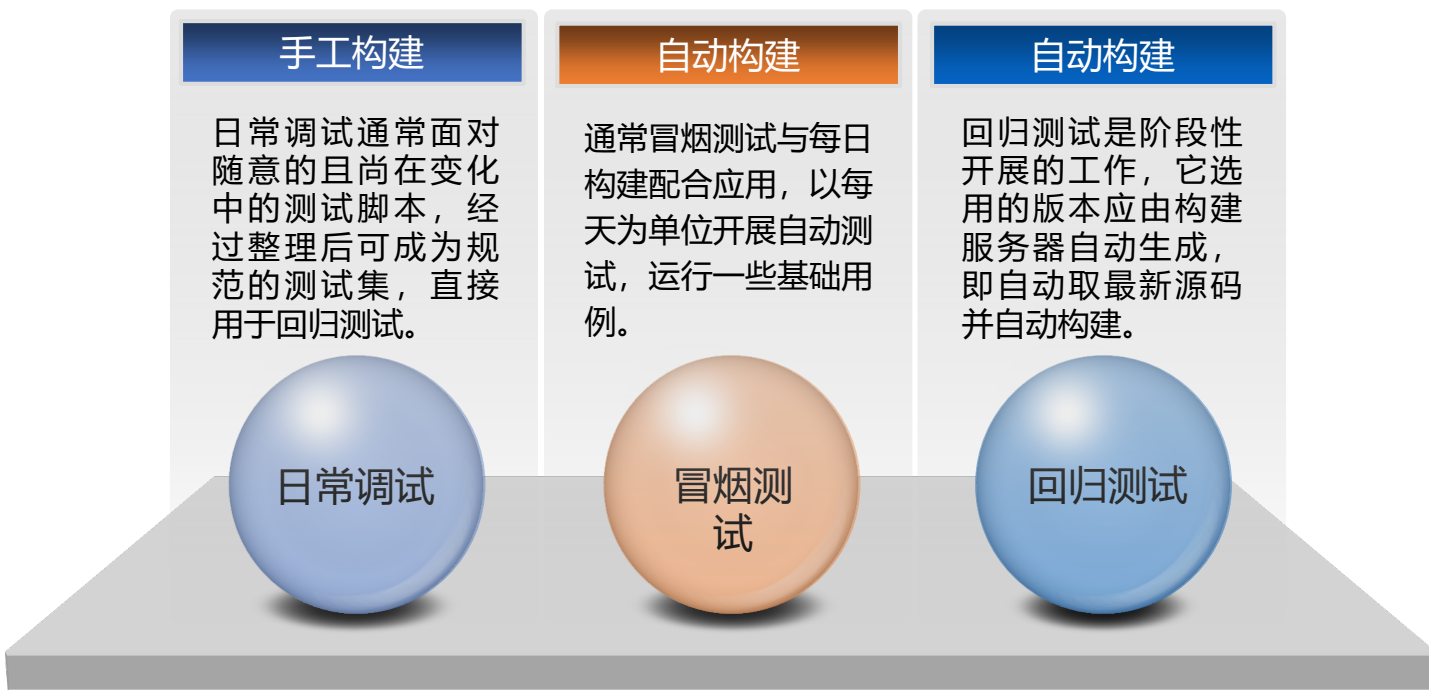 手工构建
日常调试通常面对
随意的且尚在变化
中的测试脚本，经
过整理后可成为规
范的测试集，直接
用于回归测试。
日常调试
自动构建
通常冒烟测试与每日
构建配合应用，以每
天为单位开展自动测
试，运行一些基础用
例。
冒烟测
试
自动构建
回归测试是阶段性
开展的工作，它选
用的版本应由构建
服务器自动生成，
即自动取最新源码
并自动构建。
回归测试